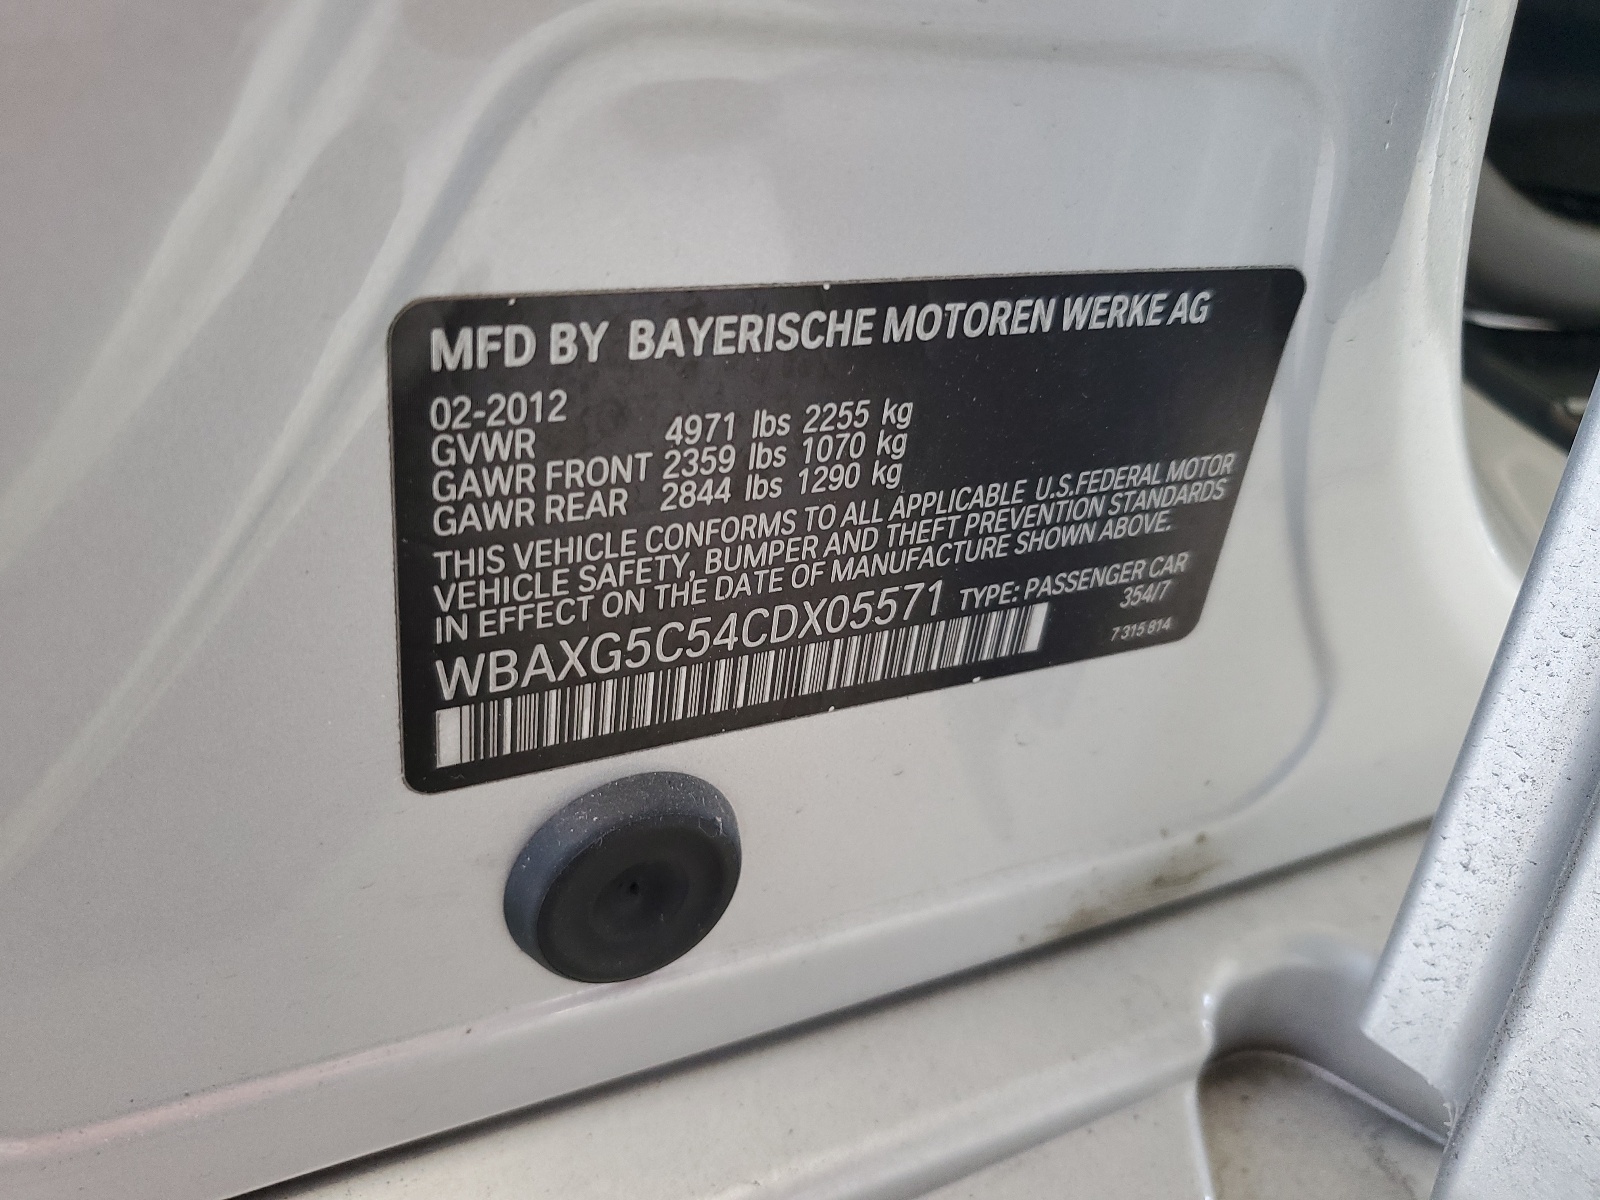 MFD BY BAYERISCHE MOTOREN WERKE AG
02-2012
GVWR 4971 lbs 2255 kg
GAWR FRONT 2359 lbs 1070 kg
GAWR REAR 2844 lbs 1290 kg
THIS VEHICLE CONFORMS TO ALL APPLICABLE U.S.FEDERAL MOTOR
VEHICLE SAFETY, BUMPER AND THEFT PREVENTION STANDARDS
IN EFFECT ON THE DATE OF MANUFACTURE SHOWN ABOVE.
WBAXG5C54CDX05571 TYPE: PASSENGER CAR
354/7
7 315 814